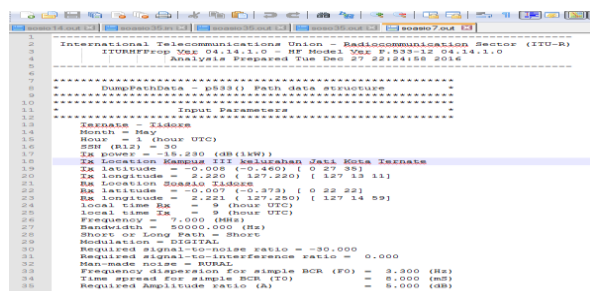 soasio7.out
International Telecommunications Union - Radiocommunication Sector (ITU-R)
ITURHFProp Ver 04.14.1.0 - HF Model Ver P.533-12 04.14.1.0
Analysis Prepared Tue Dec 27 22:24:58 2016
* DumpPathData - p533() Path data structure *
* Input Parameters *
Ternate - Tidore
Month = May
Hour = 1 (hour UTC)
SSN (R12) = 30
Tx power = -15.230 (dB(1kW))
Tx Location Kampus III kelurahan Jati Kota Ternate
Tx latitude = -0.008 (-0.460) [ 0 27 35]
Tx longitude = 2.220 ( 127.220) [ 127 13 11]
Rx Location Soasio Tidore
Rx latitude = -0.007 (-0.373) [ 0 22 22]
Rx longitude = 2.221 ( 127.250) [ 127 14 59]
local time Rx = 9 (hour UTC)
local time Tx = 9 (hour UTC)
Frequency = 7.000 (MHz)
Bandwidth = 50000.000 (Hz)
Short or Long Path = Short
Modulation = DIGITAL
Required signal-to-noise ratio = -30.000
Required signal-to-interference ratio = 0.000
Man-made noise = RURAL
Frequency dispersion for simple BCR (F0) = 3.300 (Hz)
Time spread for simple BCR (T0) = 8.000 (mS)
Required Amplitude ratio (A) = 5.000 (dB)